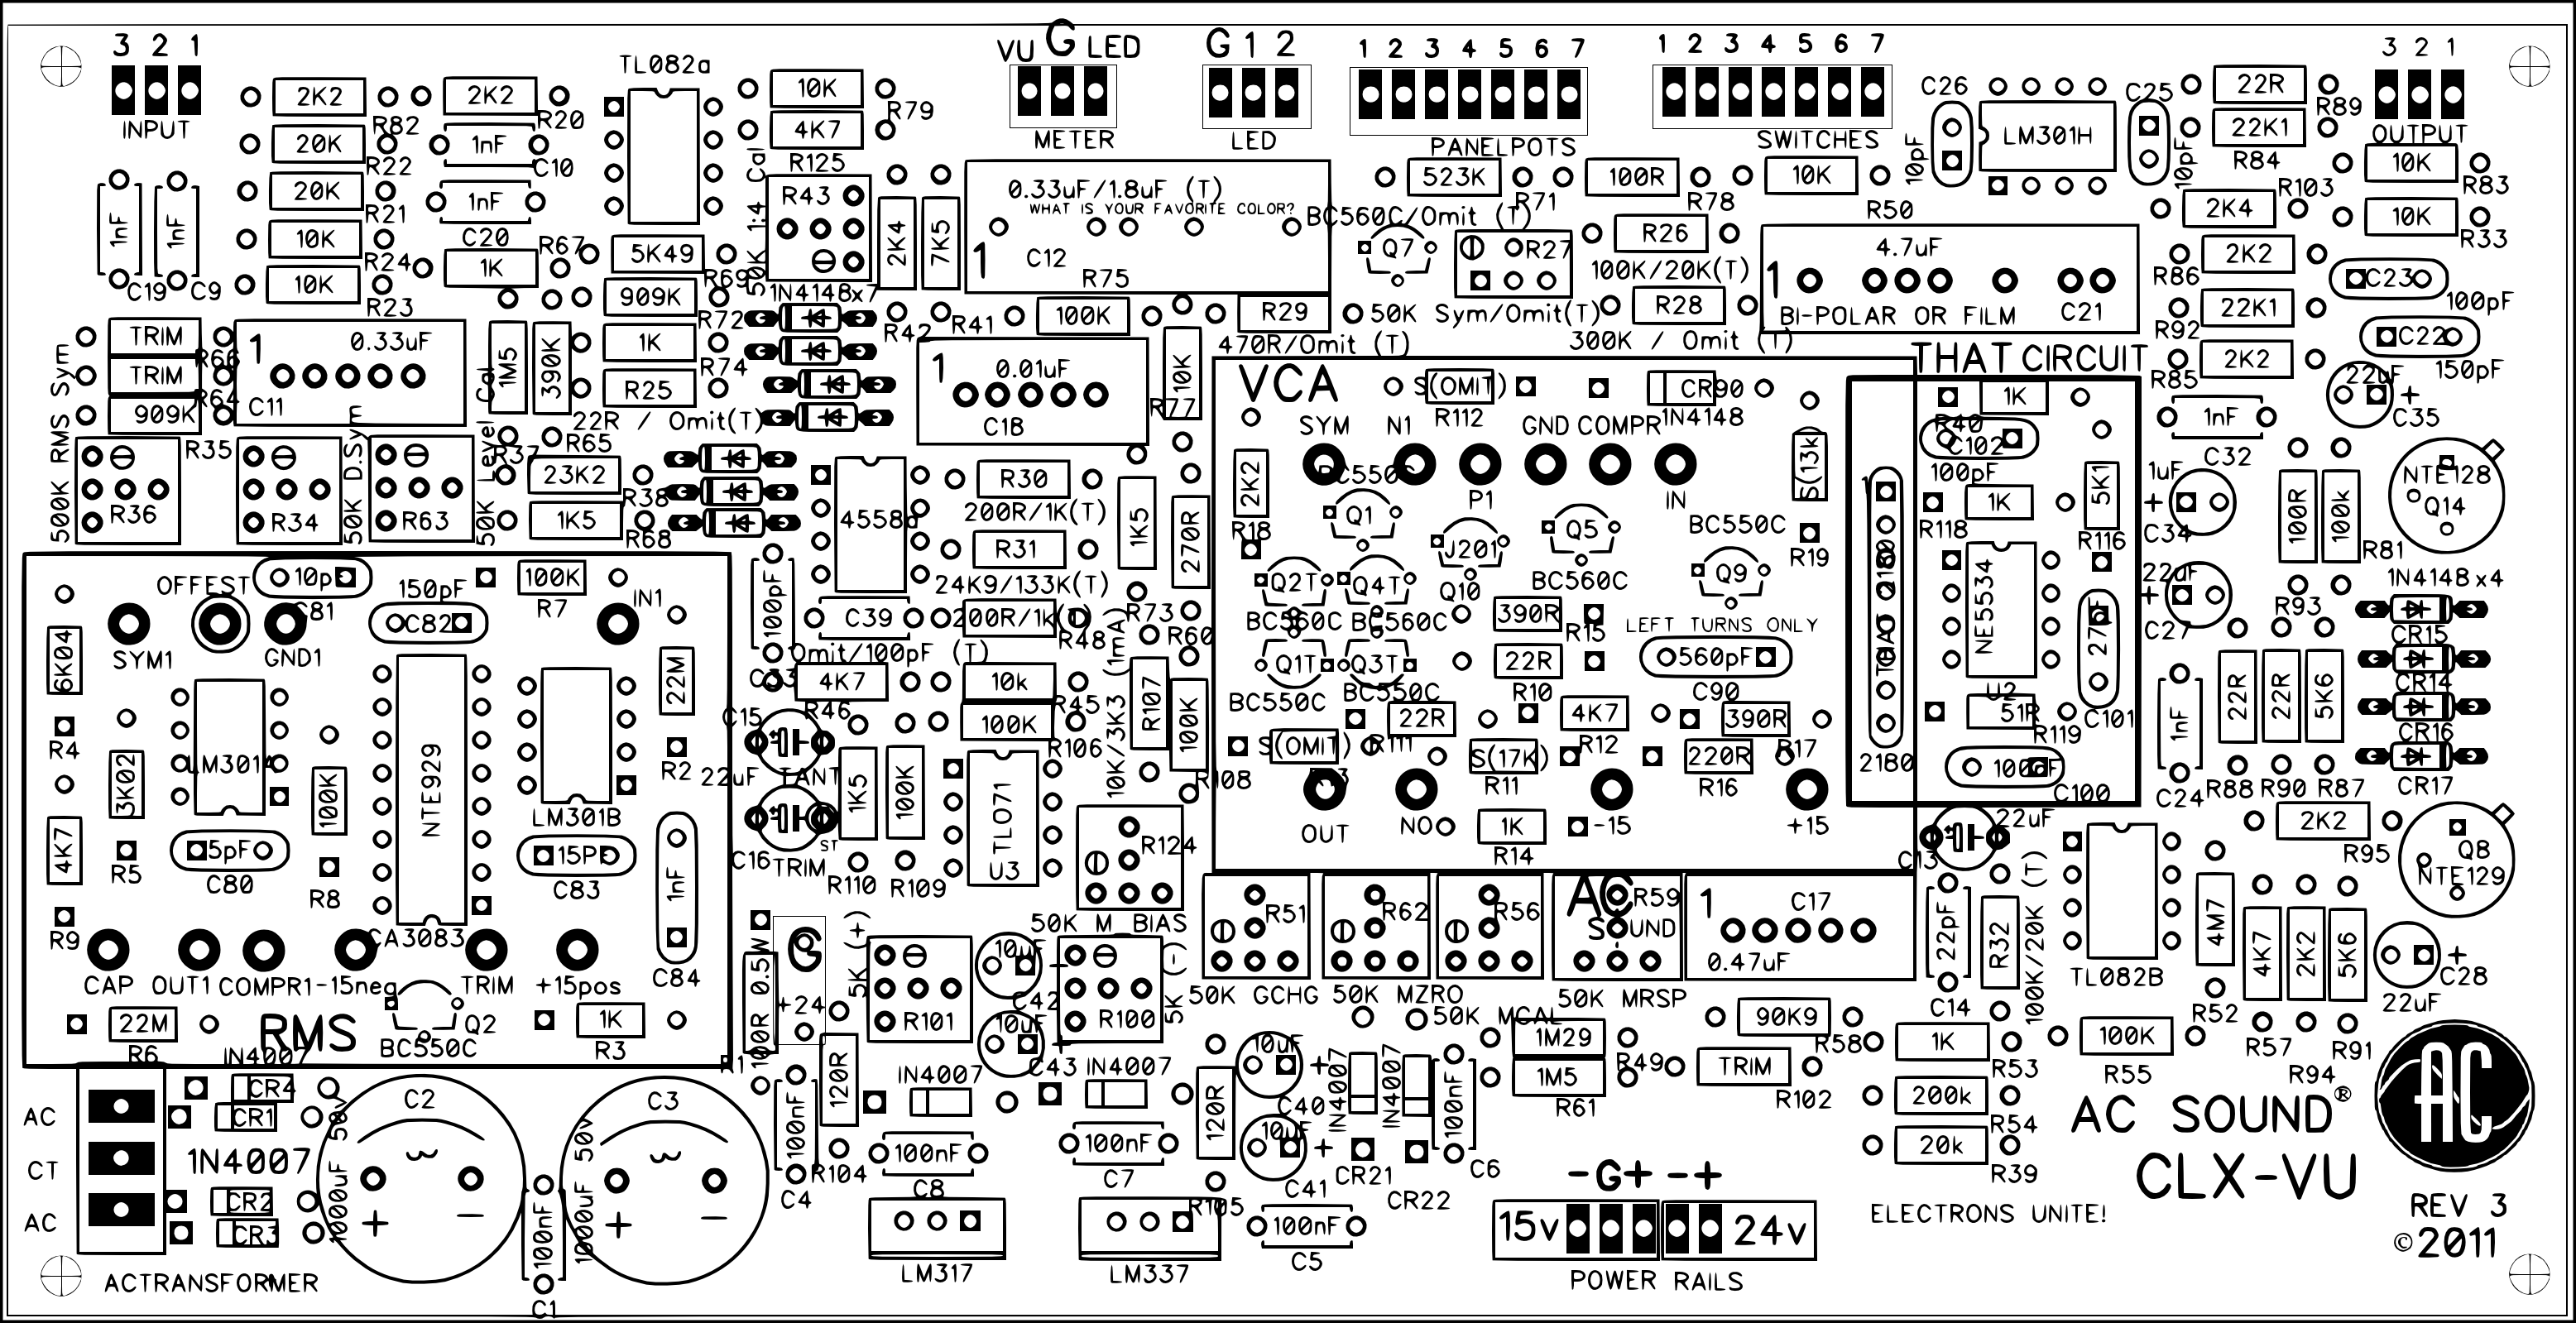 3 2 1
INPUT
2K2
R82
2K2
R20
TL082a
10K
R79
4K7
R125
VU G LED
METER
G 1 2
LED
1 2 3 4 5 6 7
PANELPOTS
1 2 3 4 5 6 7
SWITCHES
C26
10pF
LM301H
C25
10pF
22R
R89
22K1
R84
3 2 1
OUTPUT
20K
R22
1nF
C10
20K
R21
1nF
C20
10K
R24
10K
R23
1nF
C19
1nF
C9
1K
R67
5K49
R69
50K 1:4 Cal
R43
2K4
R42
7K5
R41
0.33uF/1.8uF (T)
WHAT IS YOUR FAVORITE COLOR?
1
C12
R75
100K
523K
R71
100R
R78
10K
R50
BC560C/Omit (T)
Q7
R27
50K Sym/Omit(T)
R26
100K/20K(T)
R28
300K / Omit (T)
R29
470R/Omit (T)
4.7uF
1
BI-POLAR OR FILM
C21
2K4
R103
10K
R83
10K
R33
2K2
R86
C23
100pF
22K1
R92
C22
150pF
2K2
R85
22uF
+
C35
TRIM
R66
TRIM
R64
909K
R35
500K RMS Sym
R36
1
0.33uF
C11
R34
50K D.Sym
R63
50K Level Cal
1M5
R37
390K
R65
909K
R72
1K
R74
R25
22R / Omit(T)
1N4148x7
23K2
R38
1K5
R68
1
0.01uF
C18
10K
R77
4558a
R30
200R/1K(T)
R31
24K9/133K(T)
200R/1k(T)
R48
1K5
R73
270R
R60
100pF
C33
C39
Omit/100pF (T)
4K7
R46
10k
R45
100K
R106
10K/3K3 (1mA)
R107
100K
R108
VCA
SYM N1 GND COMPR
S(OMIT)
R112
CR90
1N4148
2K2
R18
BC550C
Q1
P1
IN
J201
Q10
Q5
BC560C
BC550C
Q9
S(13k)
R19
Q2T
Q4T
BC560C
BC560C
Q1T
Q3T
BC550C
BC550C
390R
R15
22R
R10
LEFT TURNS ONLY
560pF
C90
S(OMIT)
R13
22R
R111
4K7
R12
390R
R17
S(17K)
R11
220R
R16
OUT
NO
1K
R14
-15
+15
THAT CIRCUIT
1K
R40
C102
100pF
1K
R118
5K1
R116
THAT 2180
2180
NE5534
U2
27pF
C101
51R
R119
100pF
C100
1nF
C32
1uF
+
C34
22uF
+
C27
100R
R93
100k
R81
NTE128
Q14
1N4148 x4
CR15
CR14
CR16
CR17
1nF
C24
22R
R88
22R
R90
5K6
R87
2K2
R95
Q8
NTE129
OFFEST
10p
C81
150pF
C82
100K
R7
IN1
6K04
R4
SYM1
GND1
LM301A
NTE929
CA3083
LM301B
22M
R2
3K02
R5
4K7
R9
100K
R8
5pF
C80
15PF
C83
1nF
C84
CAP OUT1 COMPR1 -15neg TRIM +15pos
22M
R6
RMS
BC550C
Q2
1K
R3
C15
22uF TANT
C16
TRIM
ST
1K5
R110
100K
R109
TL071
U3
R124
50K M_BIAS
100R 0.5W
R1
G
+24
5K (+)
R101
10uF
+
C42
10uF
+
C43
R100
5K (-)
120R
R104
R51
50K GCHG
R62
50K MZRO
R56
50K MCAL
AC
SOUND
R59
50K MRSP
1
C17
0.47uF
22uF
C13
22pF
C14
R32
100K/20K (T)
TL082B
4M7
R52
4K7
R57
2K2
R94
5K6
R91
+
C28
22uF
AC
CT
AC
ACTRANSFORMER
IN4007
CR4
CR1
1N4007
CR2
CR3
C2
1000uF 50v
+ -
100nF
C1
C3
1000uF 50v
+ -
100nF
C4
IN4007
100nF
C8
LM317
IN4007
100nF
C7
LM337
120R
R105
10uF
+
C40
10uF
+
C41
100nF
C5
IN4007
CR21
IN4007
CR22
100nF
C6
1M29
R49
1M5
R61
90K9
R58
TRIM
R102
1K
R53
200k
R54
20k
R39
100K
R55
-G+ -+
15v 24v
POWER RAILS
AC
AC SOUND®
CLX-VU
REV 3
ELECTRONS UNITE!
©2011